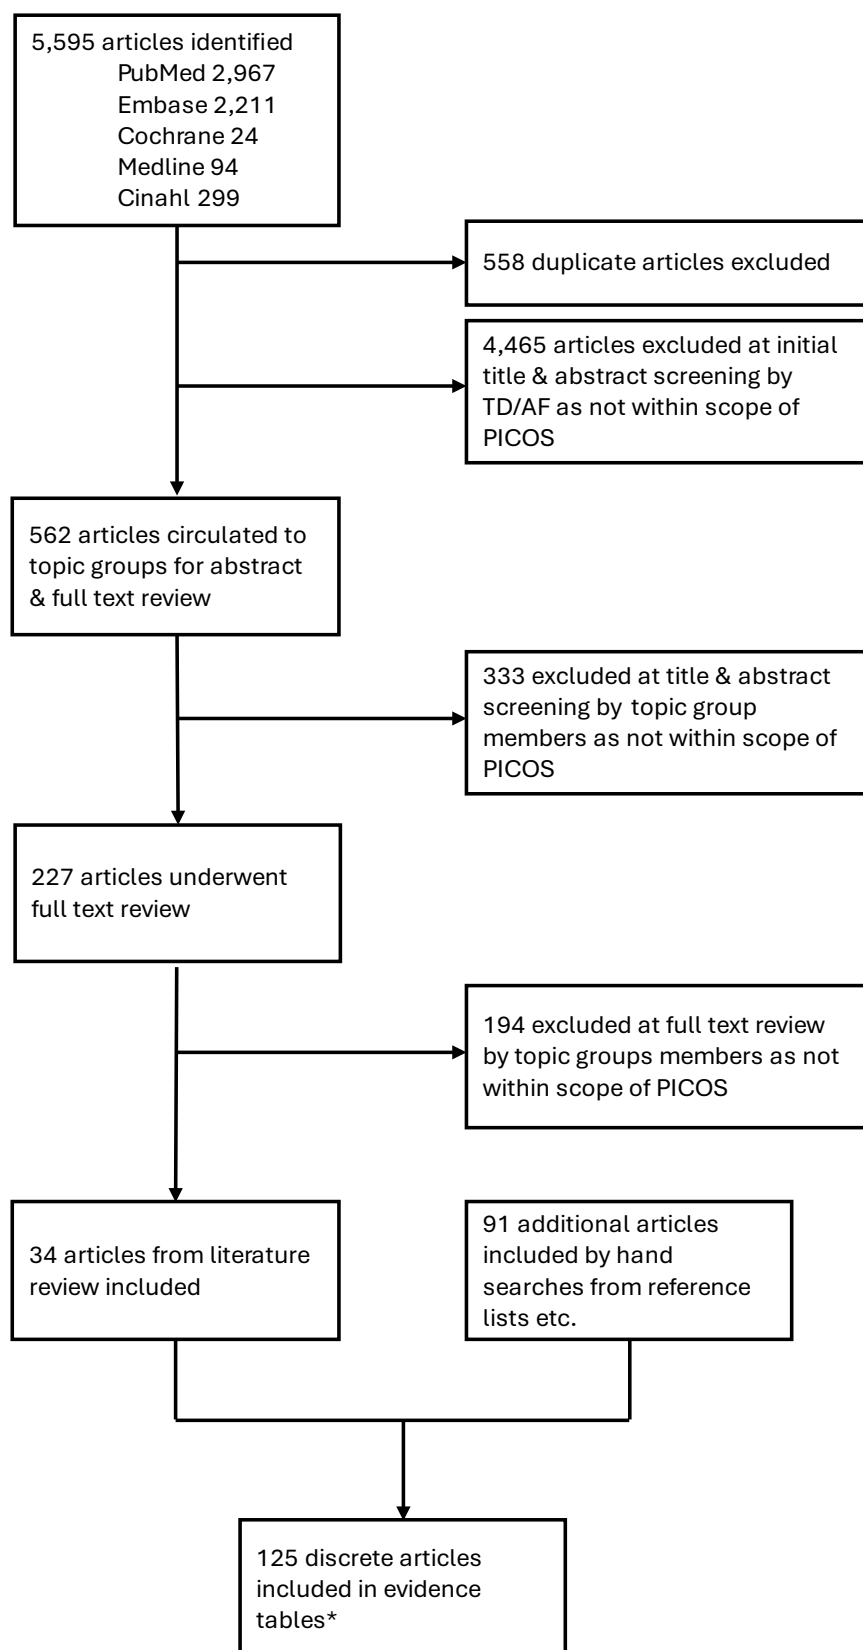 5,595 articles identified
PubMed 2,967
Embase 2,211
Cochrane 24
Medline 94
Cinahl 299
558 duplicate articles excluded
4,465 articles excluded at initial
title & abstract screening by
TD/AF as not within scope of
PICOS
562 articles circulated to
topic groups for abstract
& full text review
333 excluded at title & abstract
screening by topic group
members as not within scope of
PICOS
227 articles underwent
full text review
194 excluded at full text review
by topic groups members as not
within scope of PICOS
34 articles from literature
review included
91 additional articles
included by hand
searches from reference
lists etc.
125 discrete articles
included in evidence
tables*